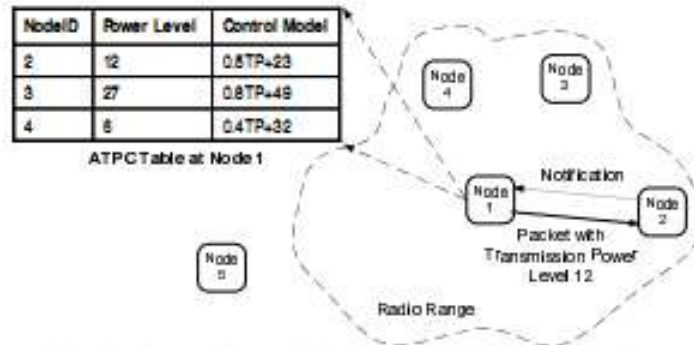 NodeID Power Level Control Model
2 12 0.8TP+23
3 27 0.8TP+49
4 6 0.4TP+32
ATPC Table at Node 1
Node
4
Node
3
Node
1
Notification
Node
2
Packet with
Transmission Power
Level 12
Node
5
Radio Range